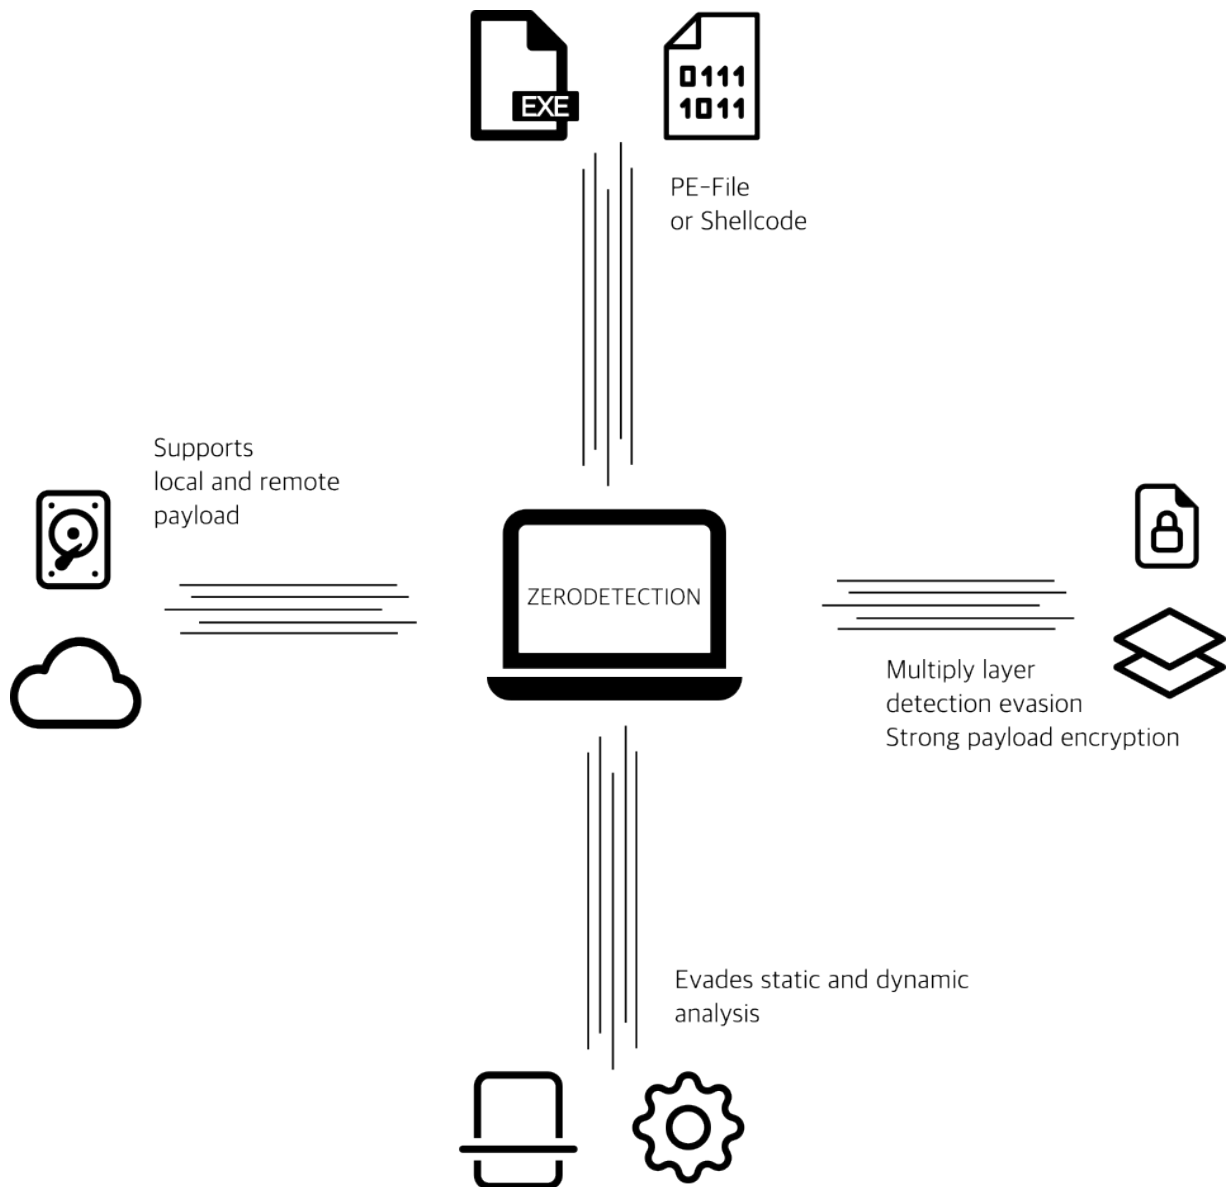 EXE
0111
1011
PE-File
or Shellcode
Supports
local and remote
payload
ZERODETECTION
Multiply layer
detection evasion
Strong payload encryption
Evades static and dynamic
analysis